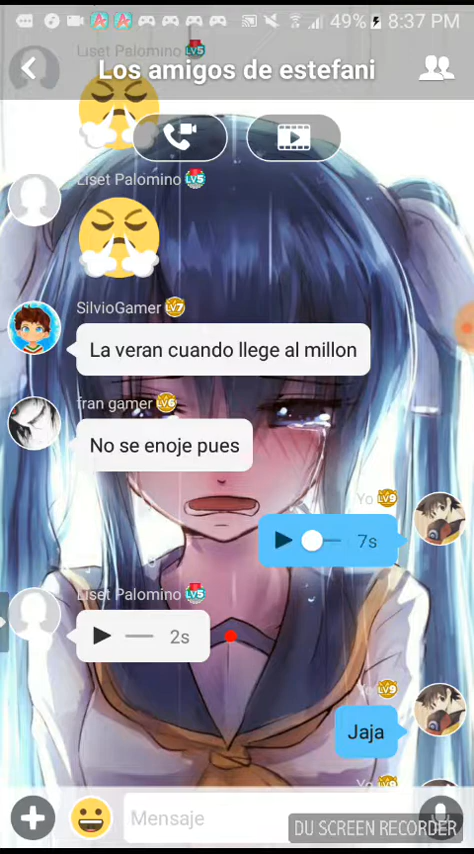 49% 8:37 PM
Liset Palomino LV5
Los amigos de estefani
Liset Palomino LV5
SilvioGamer LV7
La veran cuando llege al millon
fran gamer LV6
No se enoje pues
Yo LV9
7s
Liset Palomino LV5
2s
Yo LV9
Jaja
Yo LV9
Mensaje
DU SCREEN RECORDER